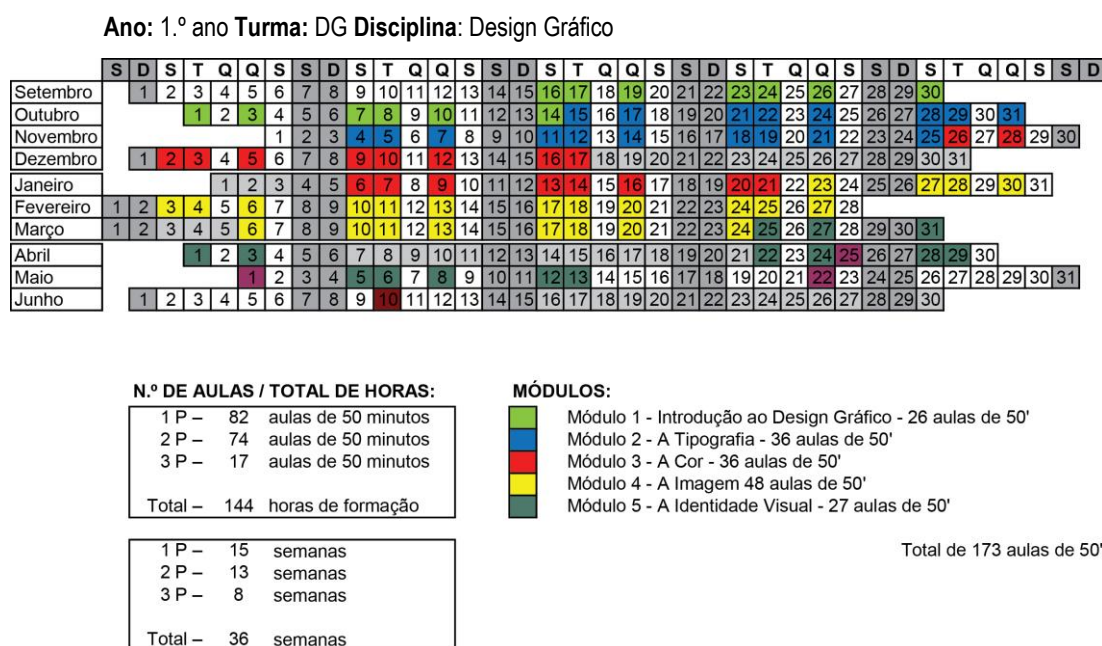 Ano: 1.º ano Turma: DG Disciplina: Design Gráfico
S D S T Q Q S S D S T Q Q S S D S T Q Q S S D S T Q Q S S D S T Q Q S S D
Setembro 1 2 3 4 5 6 7 8 9 10 11 12 13 14 15 16 17 18 19 20 21 22 23 24 25 26 27 28 29 30
Outubro 1 2 3 4 5 6 7 8 9 10 11 12 13 14 15 16 17 18 19 20 21 22 23 24 25 26 27 28 29 30 31
Novembro 1 2 3 4 5 6 7 8 9 10 11 12 13 14 15 16 17 18 19 20 21 22 23 24 25 26 27 28 29 30
Dezembro 1 2 3 4 5 6 7 8 9 10 11 12 13 14 15 16 17 18 19 20 21 22 23 24 25 26 27 28 29 30 31
Janeiro 1 2 3 4 5 6 7 8 9 10 11 12 13 14 15 16 17 18 19 20 21 22 23 24 25 26 27 28 29 30 31
Fevereiro 1 2 3 4 5 6 7 8 9 10 11 12 13 14 15 16 17 18 19 20 21 22 23 24 25 26 27 28
Março 1 2 3 4 5 6 7 8 9 10 11 12 13 14 15 16 17 18 19 20 21 22 23 24 25 26 27 28 29 30 31
Abril 1 2 3 4 5 6 7 8 9 10 11 12 13 14 15 16 17 18 19 20 21 22 23 24 25 26 27 28 29 30
Maio 1 2 3 4 5 6 7 8 9 10 11 12 13 14 15 16 17 18 19 20 21 22 23 24 25 26 27 28 29 30 31
Junho 1 2 3 4 5 6 7 8 9 10 11 12 13 14 15 16 17 18 19 20 21 22 23 24 25 26 27 28 29 30
N.º DE AULAS / TOTAL DE HORAS:
1 P – 82 aulas de 50 minutos
2 P – 74 aulas de 50 minutos
3 P – 17 aulas de 50 minutos
Total – 144 horas de formação
1 P – 15 semanas
2 P – 13 semanas
3 P – 8 semanas
Total – 36 semanas
MÓDULOS:
Módulo 1 - Introdução ao Design Gráfico - 26 aulas de 50'
Módulo 2 - A Tipografia - 36 aulas de 50'
Módulo 3 - A Cor - 36 aulas de 50'
Módulo 4 - A Imagem 48 aulas de 50'
Módulo 5 - A Identidade Visual - 27 aulas de 50'
Total de 173 aulas de 50'